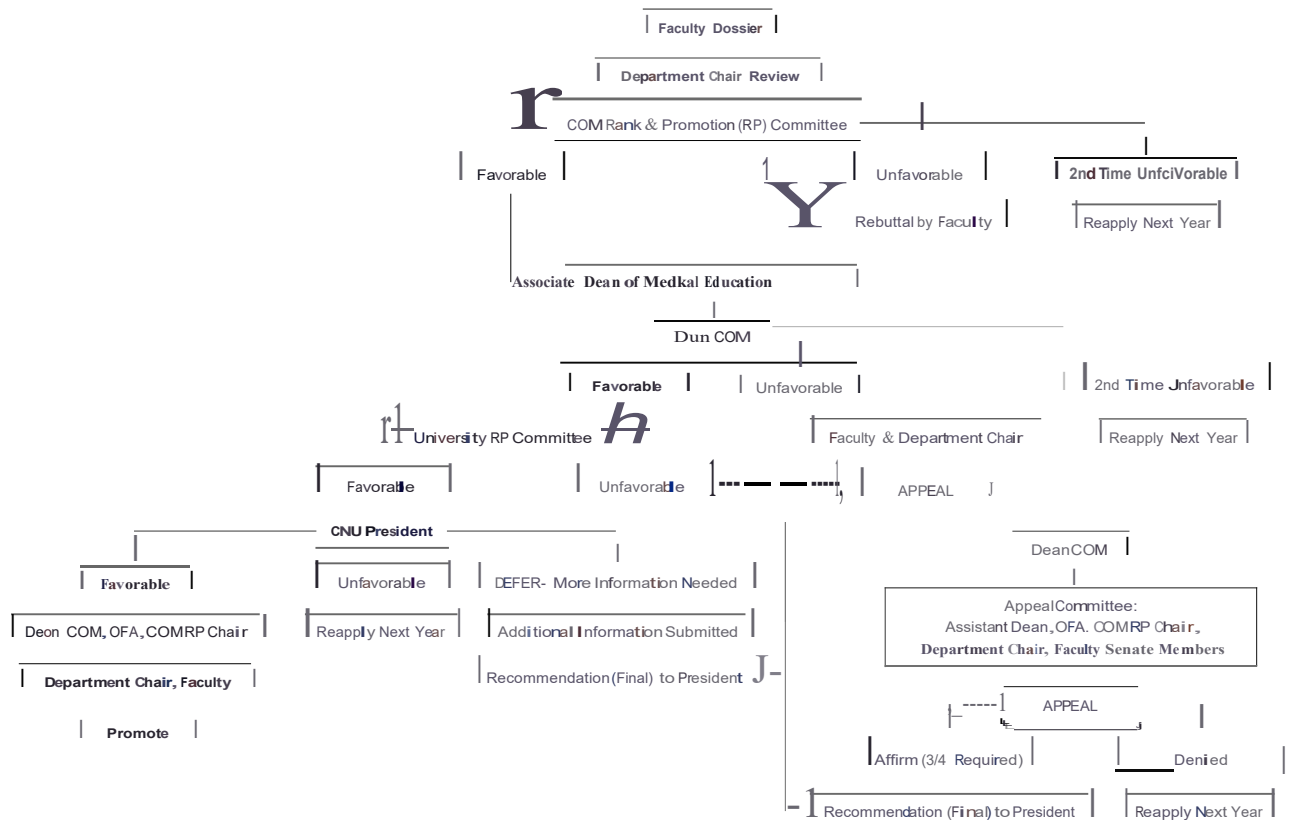 Faculty Dossier
Department Chair Review
COM Rank & Promotion (RP) Committee
Favorable
Unfavorable
2nd Time UnfciVorable
Rebuttal by Faculty
Reapply Next Year
Associate Dean of Medkal Education
Dun COM
Favorable
Unfavorable
2nd Time Jnfavorable
University RP Committee
Faculty & Department Chair
Reapply Next Year
Favorable
Unfavorable
APPEAL
CNU President
Dean COM
Favorable
Unfavorable
DEFER- More Information Needed
Appeal Committee:
Assistant Dean, OFA. COMRP Chair,
Department Chair, Faculty Senate Members
Deon COM, OFA, COMRP Chair
Reapply Next Year
Additional Information Submitted
Department Chair, Faculty
Recommendation (Final) to President
Promote
APPEAL
Affirm (3/4 Required)
Denied
Recommendation (Final) to President
Reapply Next Year